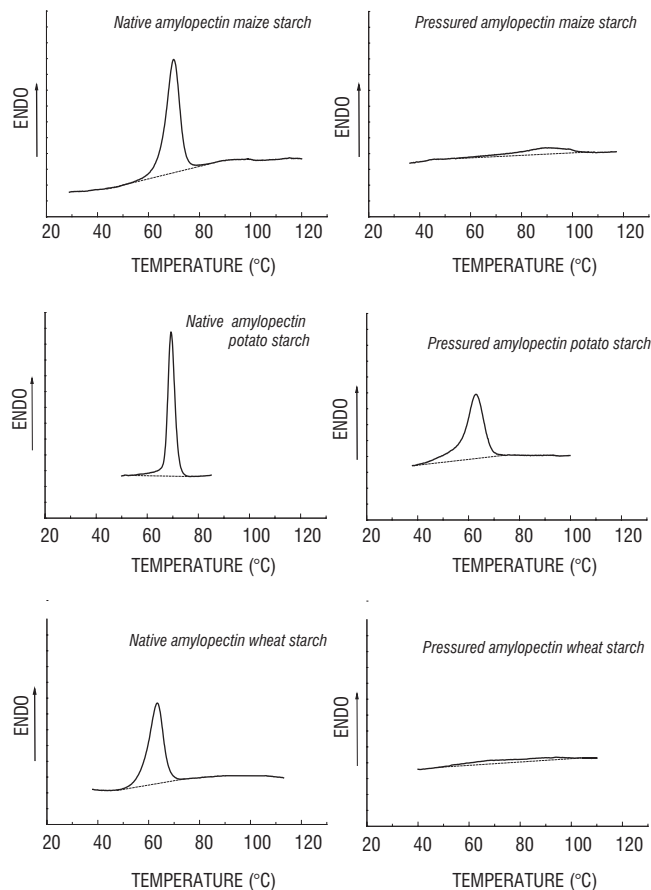 Native amylopectin maize starch
ENDO
20 40 60 80 100 120
TEMPERATURE (°C)
Pressured amylopectin maize starch
ENDO
20 40 60 80 100 120
TEMPERATURE (°C)
Native amylopectin
potato starch
ENDO
20 40 60 80 100 120
TEMPERATURE (°C)
Pressured amylopectin potato starch
ENDO
20 40 60 80 100 120
TEMPERATURE (°C)
Native amylopectin wheat starch
ENDO
20 40 60 80 100 120
TEMPERATURE (°C)
Pressured amylopectin wheat starch
ENDO
20 40 60 80 100 120
TEMPERATURE (°C)